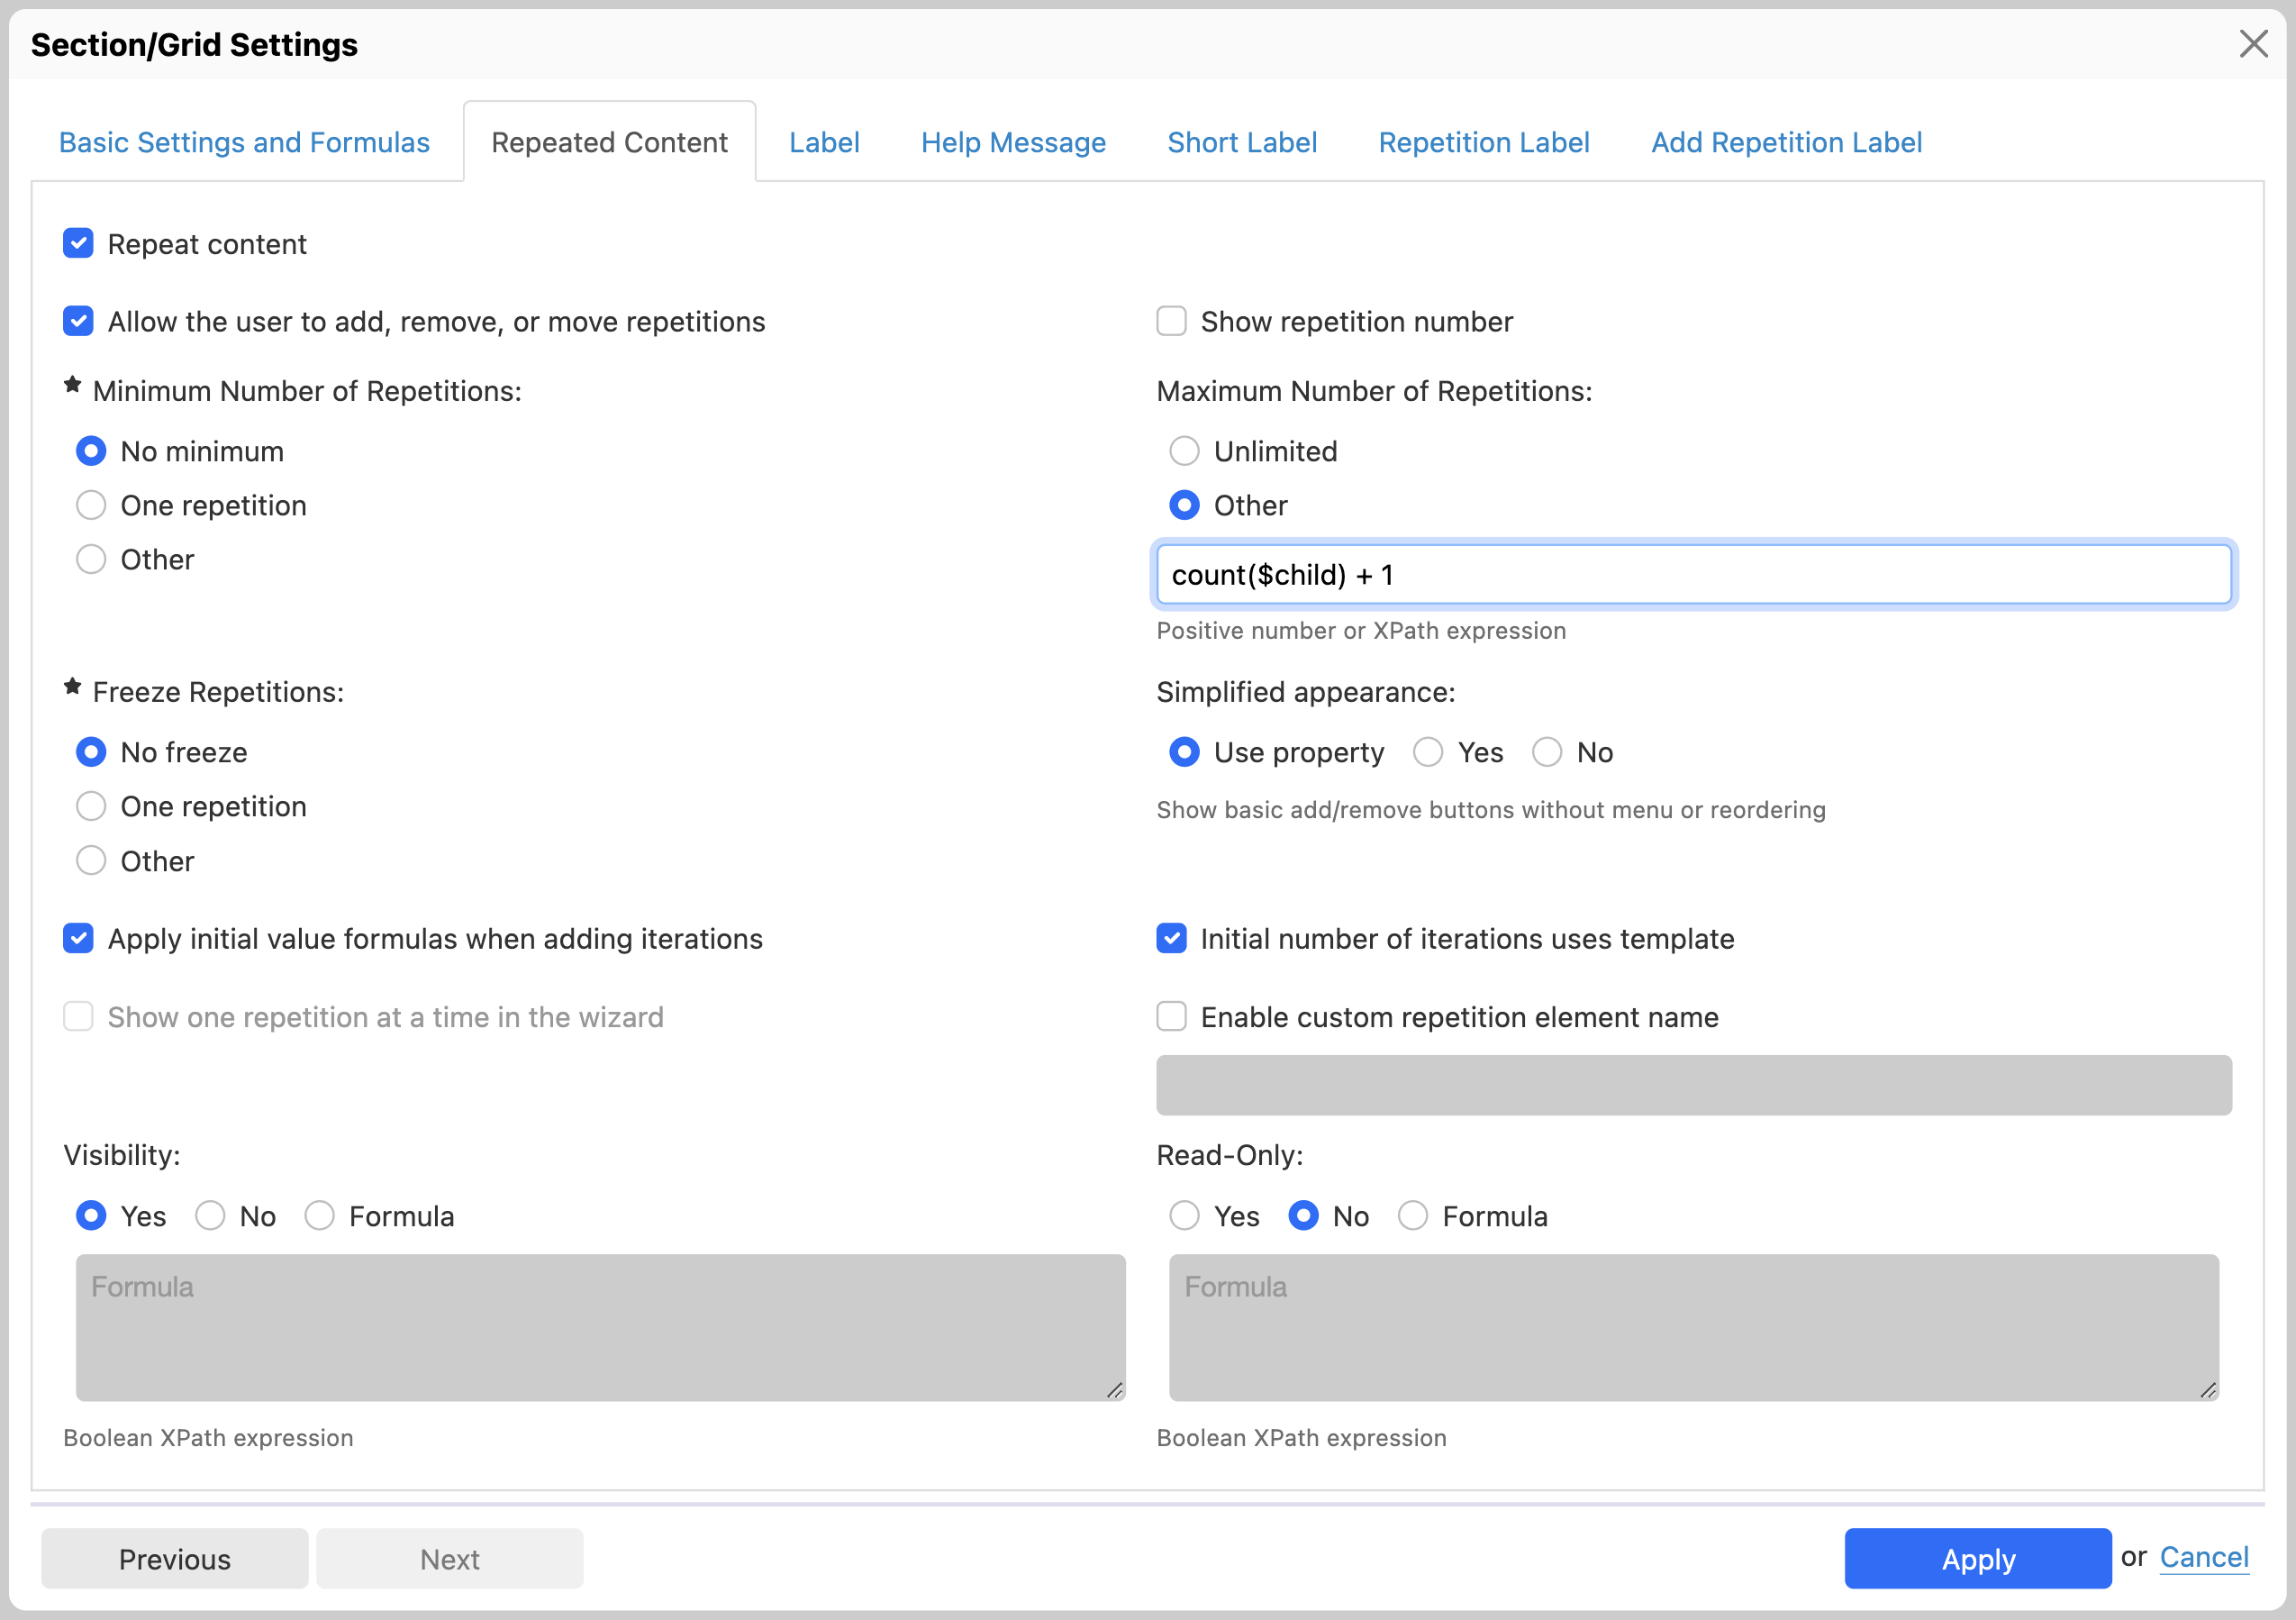 Section/Grid Settings
Basic Settings and Formulas Repeated Content Label Help Message Short Label Repetition Label Add Repetition Label
Repeat content
Allow the user to add, remove, or move repetitions
Show repetition number
Minimum Number of Repetitions:
No minimum
One repetition
Other
Maximum Number of Repetitions:
Unlimited
Other
count($child) + 1
Positive number or XPath expression
Freeze Repetitions:
No freeze
One repetition
Other
Simplified appearance:
Use property Yes No
Show basic add/remove buttons without menu or reordering
Apply initial value formulas when adding iterations
Initial number of iterations uses template
Show one repetition at a time in the wizard
Enable custom repetition element name
Visibility:
Yes No Formula
Formula
Boolean XPath expression
Read-Only:
Yes No Formula
Formula
Boolean XPath expression
Previous Next Apply or Cancel